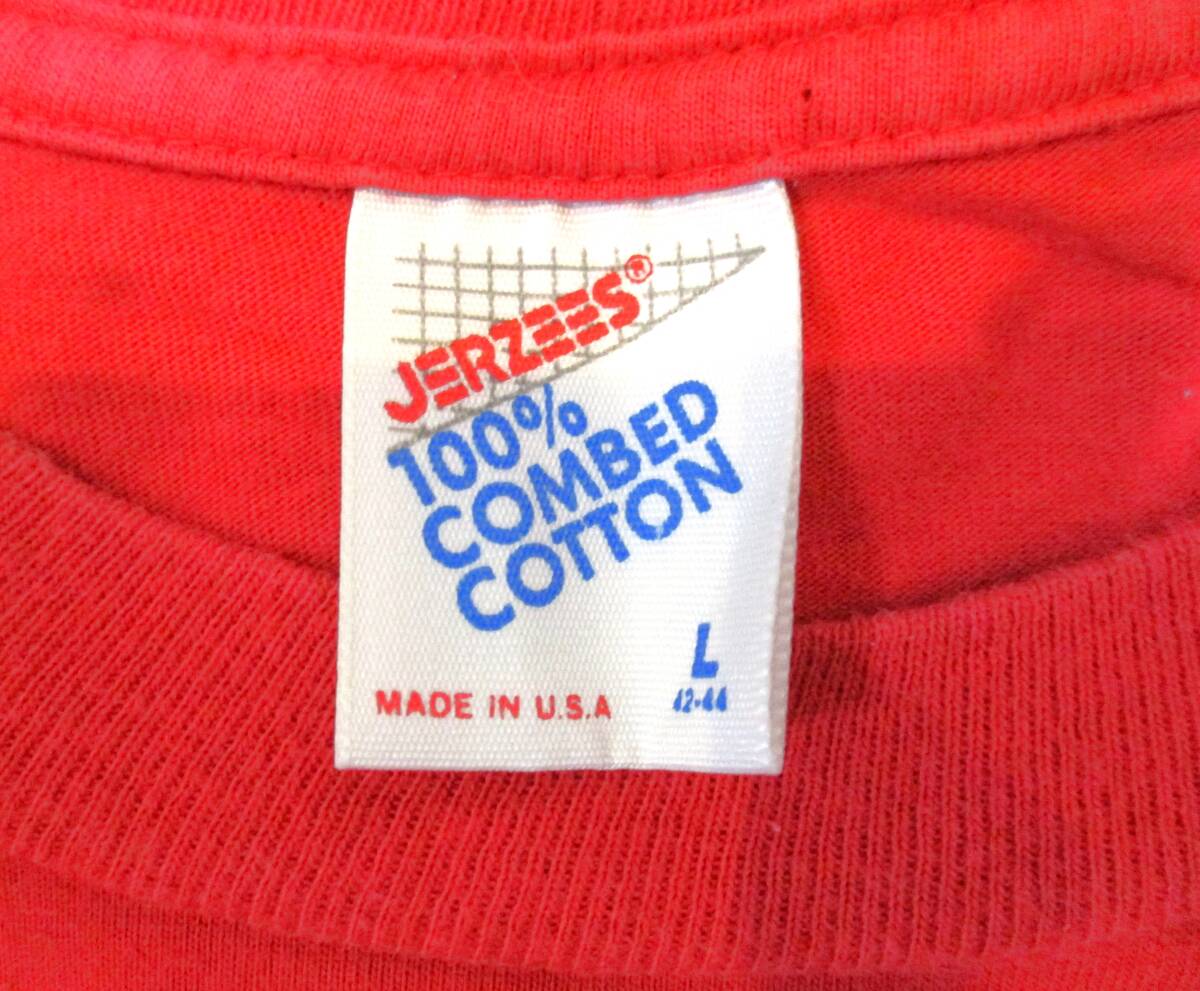 JERZEES®
100%
COMBED
COTTON
L
MADE IN U.S.A
42-44